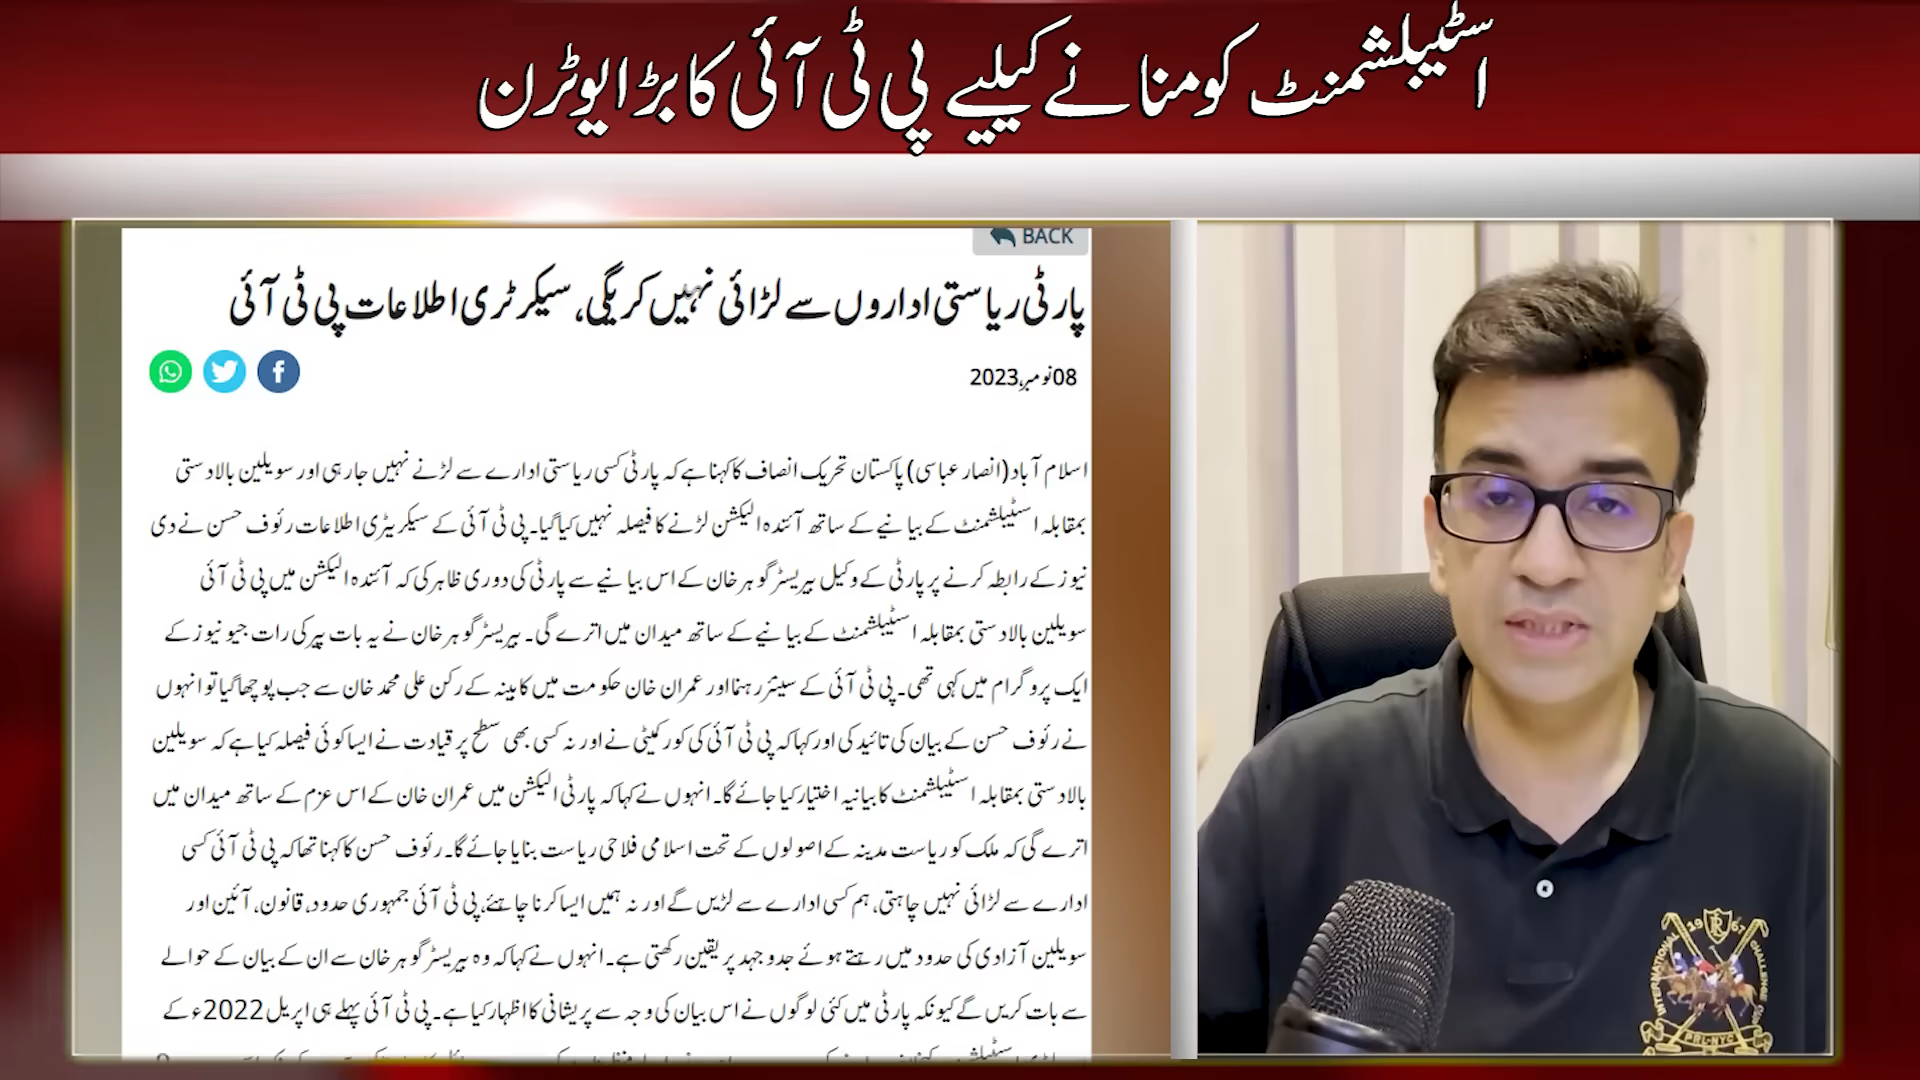 اسٹیبلشمنٹ کو منانے کیلیے پی ٹی آئی کا بڑا یوٹرن
BACK
پارٹی ریاستی اداروں سے لڑائی نہیں کریگی، سیکرٹری اطلاعات پی ٹی آئی
08 نومبر، 2023
اسلام آباد (انصار عباسی) پاکستان تحریک انصاف کا کہنا ہے کہ پارٹی کسی ریاستی ادارے سے لڑنے نہیں جا رہی اور سویلین بالادستی
بمقابلہ اسٹیبلشمنٹ کے بیانیے کے ساتھ آئندہ الیکشن لڑنے کا فیصلہ نہیں کیا گیا۔ پی ٹی آئی کے سیکریٹری اطلاعات رئوف حسن نے دی
نیوز کے رابطہ کرنے پر پارٹی کے وکیل بیریسٹر گوہر خان کے اس بیانیے سے پارٹی کی دوری ظاہر کی کہ آئندہ الیکشن میں پی ٹی آئی
سویلین بالادستی بمقابلہ اسٹیبلشمنٹ کے بیانیے کے ساتھ میدان میں اترے گی۔ بیریسٹر گوہر خان نے یہ بات پیر کی رات جیو نیوز کے
ایک پروگرام میں کہی تھی۔ پی ٹی آئی کے سینئر رہنما اور عمران خان حکومت میں کابینہ کے رکن علی محمد خان سے جب پوچھا گیا تو انہوں
نے رئوف حسن کے بیان کی تائید کی اور کہا کہ پی ٹی آئی کی کور کمیٹی نے اور نہ کسی بھی سطح پر قیادت نے ایسا کوئی فیصلہ کیا ہے کہ سویلین
بالادستی بمقابلہ اسٹیبلشمنٹ کا بیانیہ اختیار کیا جائے گا۔ انہوں نے کہا کہ پارٹی الیکشن میں عمران خان کے اس عزم کے ساتھ میدان میں
اترے گی کہ ملک کو ریاست مدینہ کے اصولوں کے تحت اسلامی فلاحی ریاست بنایا جائے گا۔ رئوف حسن کا کہنا تھا کہ پی ٹی آئی کسی
ادارے سے لڑائی نہیں چاہتی، ہم کسی ادارے سے لڑیں گے اور نہ ہمیں ایسا کرنا چاہئے، پی ٹی آئی جمہوری حدود، قانون، آئین اور
سویلین آزادی کی حدود میں رہتے ہوئے جدوجہد پر یقین رکھتی ہے۔ انہوں نے کہا کہ وہ بیریسٹر گوہر خان سے ان کے بیان کے حوالے
سے بات کریں گے کیونکہ پارٹی میں کئی لوگوں نے اس بیان کی وجہ سے پریشانی کا اظہار کیا ہے۔ پی ٹی آئی پہلے ہی اپریل 2022ء کے
1967
INTERNATIONAL CHALLENGE CUP
PRL-NYC